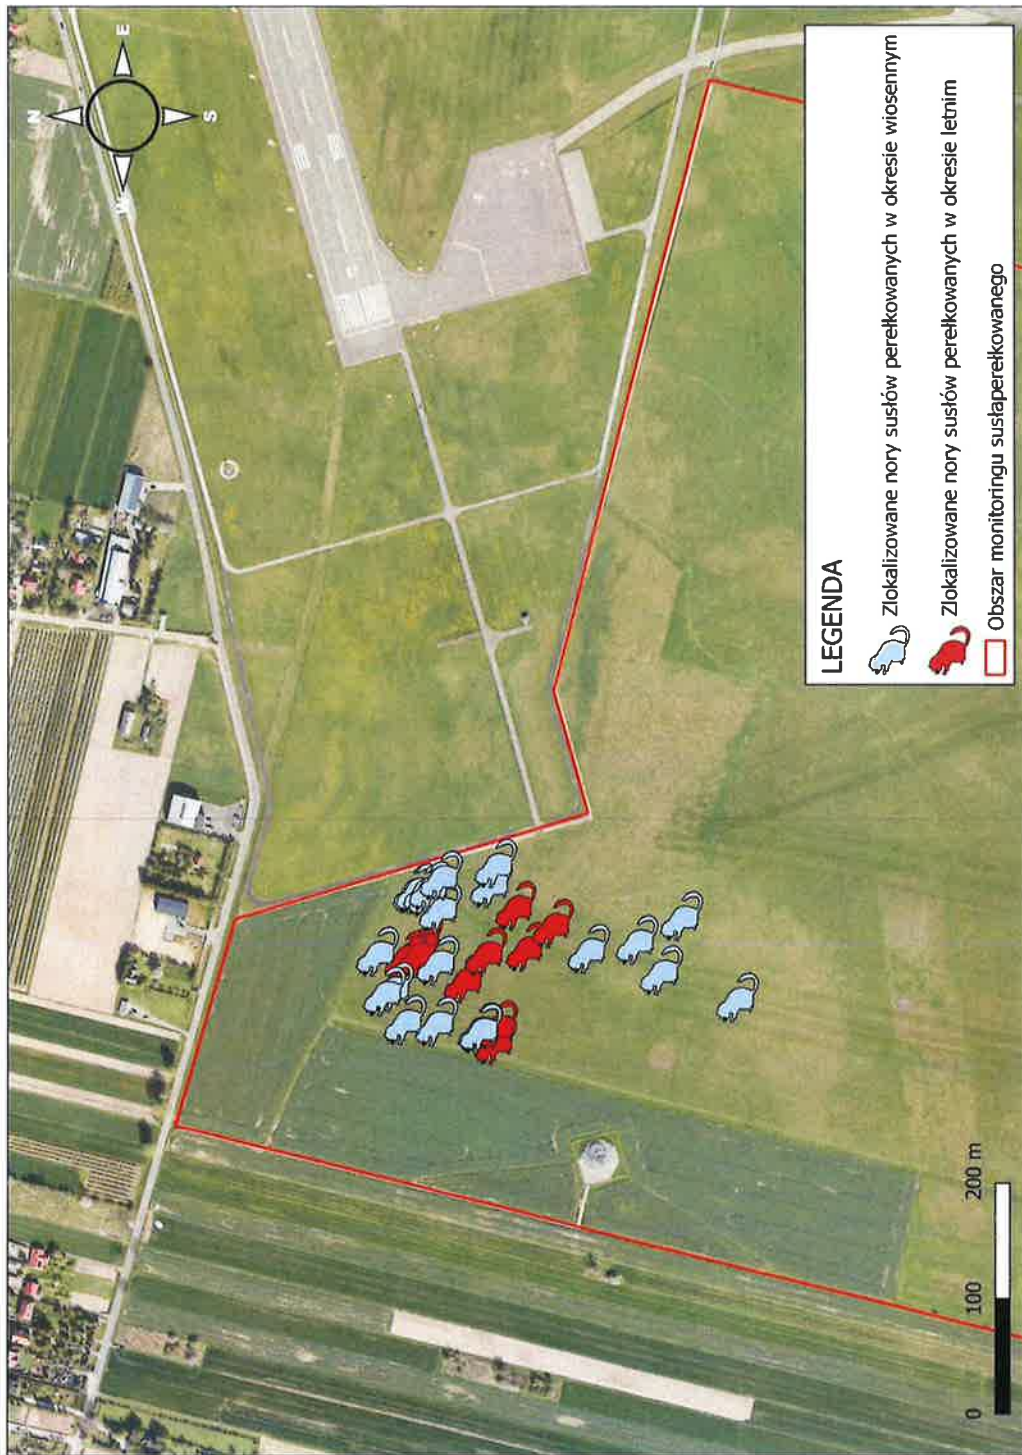 N
E
W
S
LEGENDA
Zlokalizowane nory susłów perełkowanych w okresie wiosennym
Zlokalizowane nory susłów perełkowanych w okresie letnim
Obszar monitoringu susłaperełkowanego
0 100 200 m